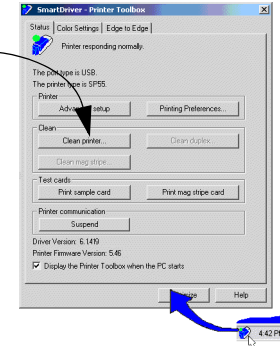 SmartDriver - Printer Toolbox
Status Color Settings Edge to Edge
Printer responding normally.
The port type is USB.
The printer type is SP55.
Printer
Advanced setup Printing Preferences...
Clean
Clean printer... Clean duplex...
Clean mag stripe...
Test cards
Print sample card Print mag stripe card
Printer communication
Suspend
Driver Version: 6.1419
Printer Firmware Version: 5.46
Display the Printer Toolbox when the PC starts
Help
4:42 PM